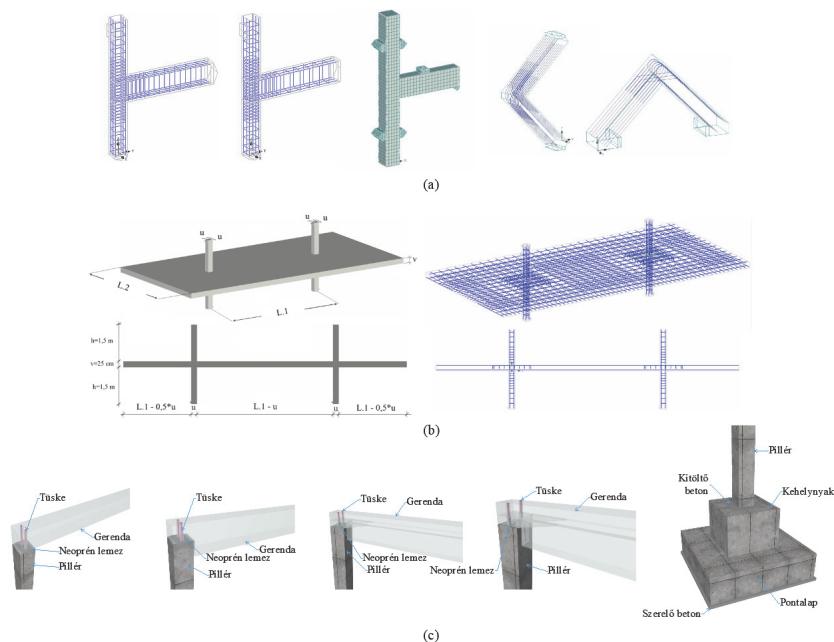 (a)
u
u
u
u
v
L.2
L.1
h=1,5 m
v=25 cm
h=1,5 m
L.1 - 0,5*u
u
L.1 - u
u
L.1 - 0,5*u
(b)
Tüske
Gerenda
Neoprén lemez
Pillér
Tüske
Gerenda
Neoprén lemez
Pillér
Tüske
Gerenda
Neoprén lemez
Pillér
Tüske
Gerenda
Neoprén lemez
Pillér
Pillér
Kitöltő
beton
Kehelynyak
Pontalap
Szerelő beton
(c)